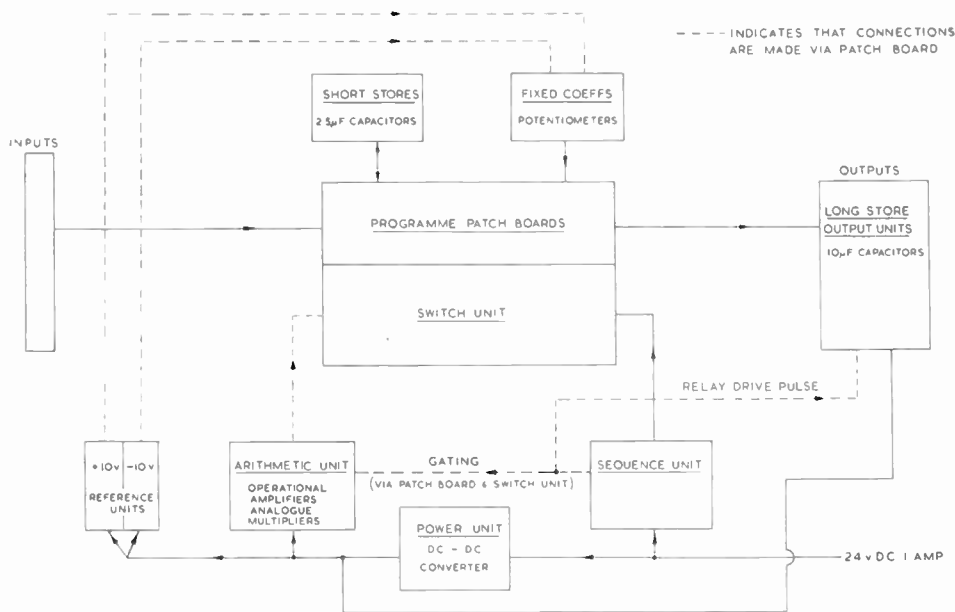 — — — INDICATES THAT CONNECTIONS
ARE MADE VIA PATCH BOARD
SHORT STORES
2·5µF CAPACITORS
FIXED COEFFS
POTENTIOMETERS
INPUTS
OUTPUTS
LONG STORE
OUTPUT UNITS
10µF CAPACITORS
PROGRAMME PATCH BOARDS
SWITCH UNIT
RELAY DRIVE PULSE
+10v
-10v
REFERENCE
UNITS
ARITHMETIC UNIT
OPERATIONAL
AMPLIFIERS
ANALOGUE
MULTIPLIERS
GATING
(VIA PATCH BOARD & SWITCH UNIT)
SEQUENCE UNIT
POWER UNIT
DC - DC
CONVERTER
24v DC 1 AMP